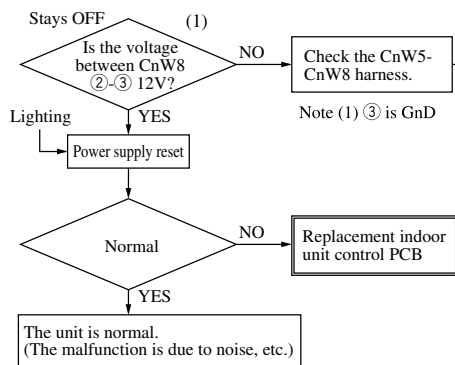 Stays OFF
(1)
Is the voltage
between CnW8
②-③ 12V?
NO
Check the CnW5-
CnW8 harness.
Note (1) ③ is GnD
YES
Lighting
Power supply reset
Normal
NO
Replacement indoor
unit control PCB
YES
The unit is normal.
(The malfunction is due to noise, etc.)